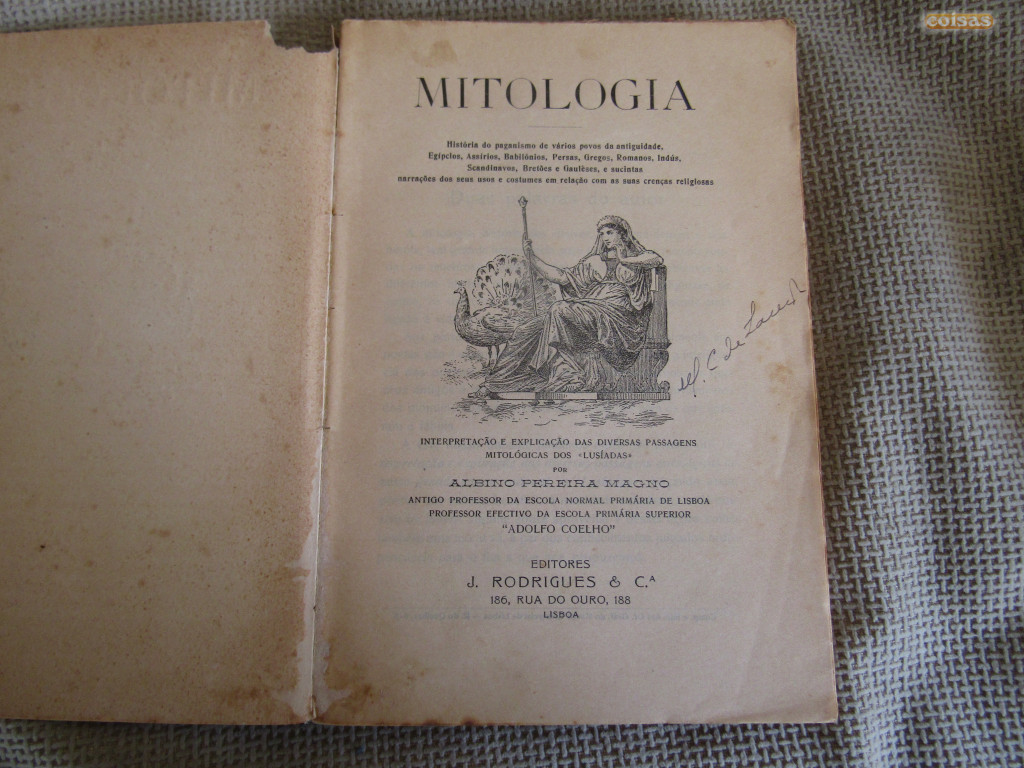 coisas
MITOLOGIA
História do paganismo de vários povos da antiguidade,
Egípcios, Assírios, Babilónios, Persas, Gregos, Romanos, Indús,
Scandinavos, Bretões e Gauléses, e sucintas
narrações dos seus usos e costumes em relação com as suas crenças religiosas
C de
INTERPRETAÇÃO E EXPLICAÇÃO DAS DIVERSAS PASSAGENS
MITOLÓGICAS DOS «LUSÍADAS»
POR
ALBINO PEREIRA MAGNO
ANTIGO PROFESSOR DA ESCOLA NORMAL PRIMÁRIA DE LISBOA
PROFESSOR EFECTIVO DA ESCOLA PRIMÁRIA SUPERIOR
"ADOLFO COELHO"
EDITORES
J. RODRIGUES & C.A
186, RUA DO OURO, 188
LISBOA